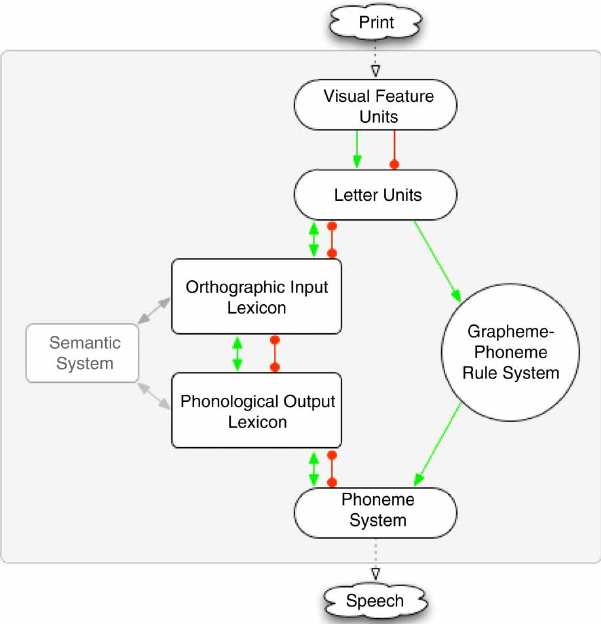 Print
Visual Feature
Units
Letter Units
Orthographic Input
Lexicon
Semantic
System
Grapheme-
Phoneme
Rule System
Phonological Output
Lexicon
Phoneme
System
Speech